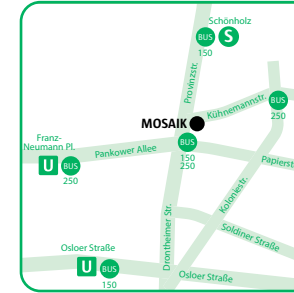 Schönholz
BUS S
150
Provinzstr.
Kühnemannstr.
BUS
250
MOSAIK
Franz-
Neumann Pl.
U BUS
250
Pankower Allee
BUS
150
250
Papierst
Koloniestr.
Drontheimer Str.
Soldiner Straße
Osloer Straße
U BUS
150
Osloer Straße